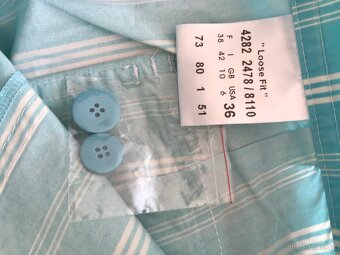 " Loose Fit "
4282 2478/8110
F I GB USA 36
38 42 10 6
73 80 1 51